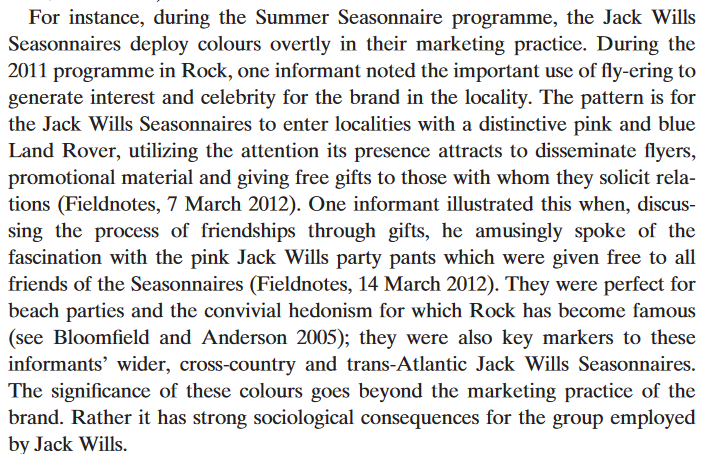 For instance, during the Summer Seasonnaire programme, the Jack Wills
Seasonnaires deploy colours overtly in their marketing practice. During the
2011 programme in Rock, one informant noted the important use of fly-ering to
generate interest and celebrity for the brand in the locality. The pattern is for
the Jack Wills Seasonnaires to enter localities with a distinctive pink and blue
Land Rover, utilizing the attention its presence attracts to disseminate flyers,
promotional material and giving free gifts to those with whom they solicit rela-
tions (Fieldnotes, 7 March 2012). One informant illustrated this when, discus-
sing the process of friendships through gifts, he amusingly spoke of the
fascination with the pink Jack Wills party pants which were given free to all
friends of the Seasonnaires (Fieldnotes, 14 March 2012). They were perfect for
beach parties and the convivial hedonism for which Rock has become famous
(see Bloomfield and Anderson 2005); they were also key markers to these
informants' wider, cross-country and trans-Atlantic Jack Wills Seasonnaires.
The significance of these colours goes beyond the marketing practice of the
brand. Rather it has strong sociological consequences for the group employed
by Jack Wills.